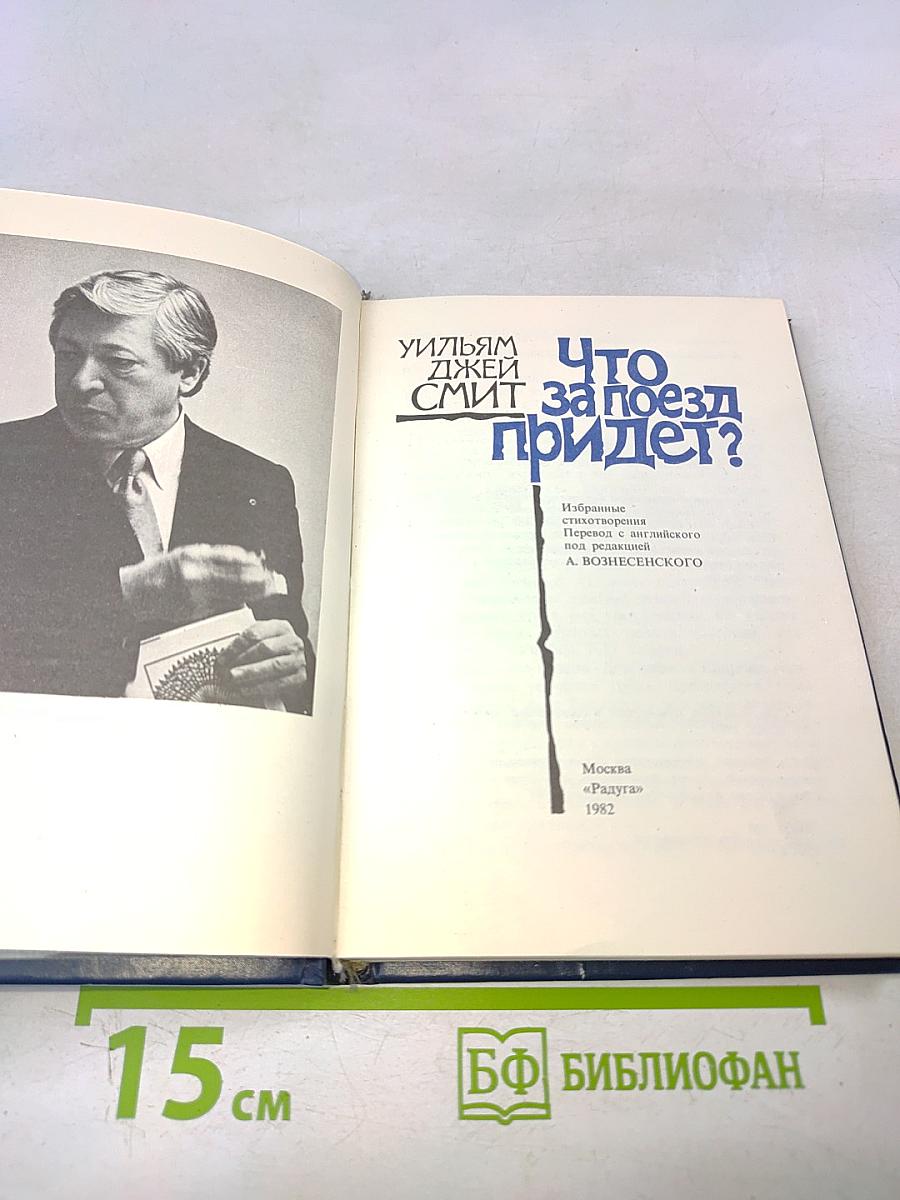 УИЛЬЯМ
ДЖЕЙ
СМИТ
Что
за поезд
придет?
Избранные
стихотворения
Перевод с английского
под редакцией
А. ВОЗНЕСЕНСКОГО
Москва
«Радуга»
1982
15 см
БФ БИБЛИОФАН